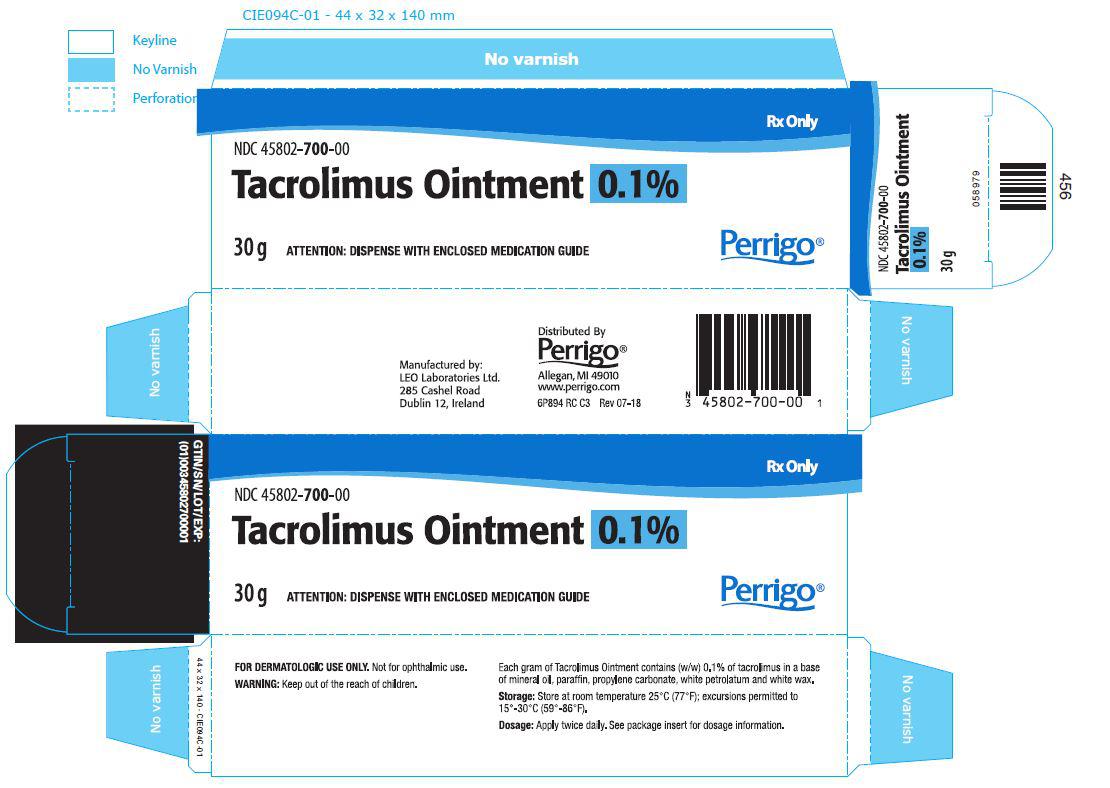 CIE094C-01 - 44 x 32 x 140 mm
Keyline
No Varnish
Perforation
No varnish
Rx Only
NDC 45802-700-00
Tacrolimus Ointment 0.1%
30 g ATTENTION: DISPENSE WITH ENCLOSED MEDICATION GUIDE
Perrigo®
NDC 45802-700-00
Tacrolimus Ointment
0.1%
30 g
058979
456
No varnish
Manufactured by:
LEO Laboratories Ltd.
285 Cashel Road
Dublin 12, Ireland
Distributed By
Perrigo®
Allegan, MI 49010
www.perrigo.com
6P894 RC C3 Rev 07-18
N
3 45802-700-00 1
No varnish
GTIN/SN/LOT/EXP:
(01)00345802700001
Rx Only
NDC 45802-700-00
Tacrolimus Ointment 0.1%
30 g ATTENTION: DISPENSE WITH ENCLOSED MEDICATION GUIDE
Perrigo®
No varnish
44 x 32 x 140 - CIE094C-01
FOR DERMATOLOGIC USE ONLY. Not for ophthalmic use.
WARNING: Keep out of the reach of children.
Each gram of Tacrolimus Ointment contains (w/w) 0.1% of tacrolimus in a base
of mineral oil, paraffin, propylene carbonate, white petrolatum and white wax.
Storage: Store at room temperature 25°C (77°F); excursions permitted to
15°-30°C (59°-86°F).
Dosage: Apply twice daily. See package insert for dosage information.
No varnish